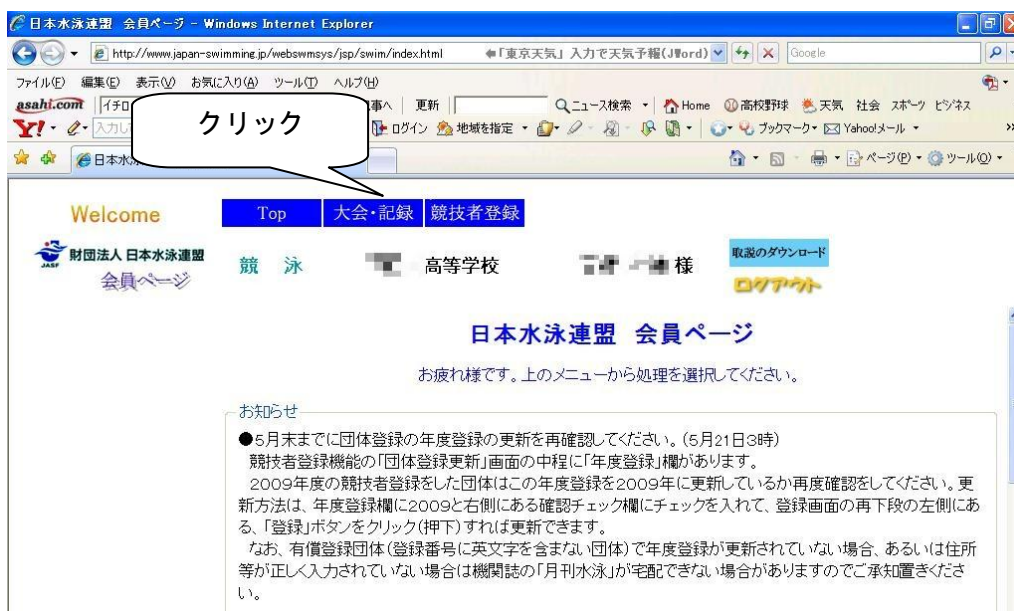 日本水泳連盟 会員ページ - Windows Internet Explorer
http://www.japan-swimming.jp/webswmsys/jsp/swim/index.html
「東京天気」入力で天気予報(JWord)
Google
ファイル(F) 編集(E) 表示(V) お気に入り(A) ツール(T) ヘルプ(H)
asahi.com イチロ 事へ 更新 ニュース検索 Home 高校野球 天気 社会 スポーツ ビジネス
Y! 入力し ログイン 地域を指定 ブックマーク Yahoo!メール
クリック
日本水 ページ(P) ツール(O)
Welcome Top 大会・記録 競技者登録
財団法人 日本水泳連盟
JASF
会員ページ
競 泳 高等学校 様
取説のダウンロード
ログアウト
日本水泳連盟 会員ページ
お疲れ様です。上のメニューから処理を選択してください。
お知らせ
●5月末までに団体登録の年度登録の更新を再確認してください。(5月21日3時)
競技者登録機能の「団体登録更新」画面の中程に「年度登録」欄があります。
2009年度の競技者登録をした団体はこの年度登録を2009年に更新しているか再度確認をしてください。更
新方法は、年度登録欄に2009と右側にある確認チェック欄にチェックを入れて、登録画面の再下段の左側にあ
る、「登録」ボタンをクリック(押下)すれば更新できます。
なお、有償登録団体(登録番号に英文字を含まない団体)で年度登録が更新されていない場合、あるいは住所
等が正しく入力されていない場合は機関誌の「月刊水泳」が宅配できない場合がありますのでご承知置きくださ
い。